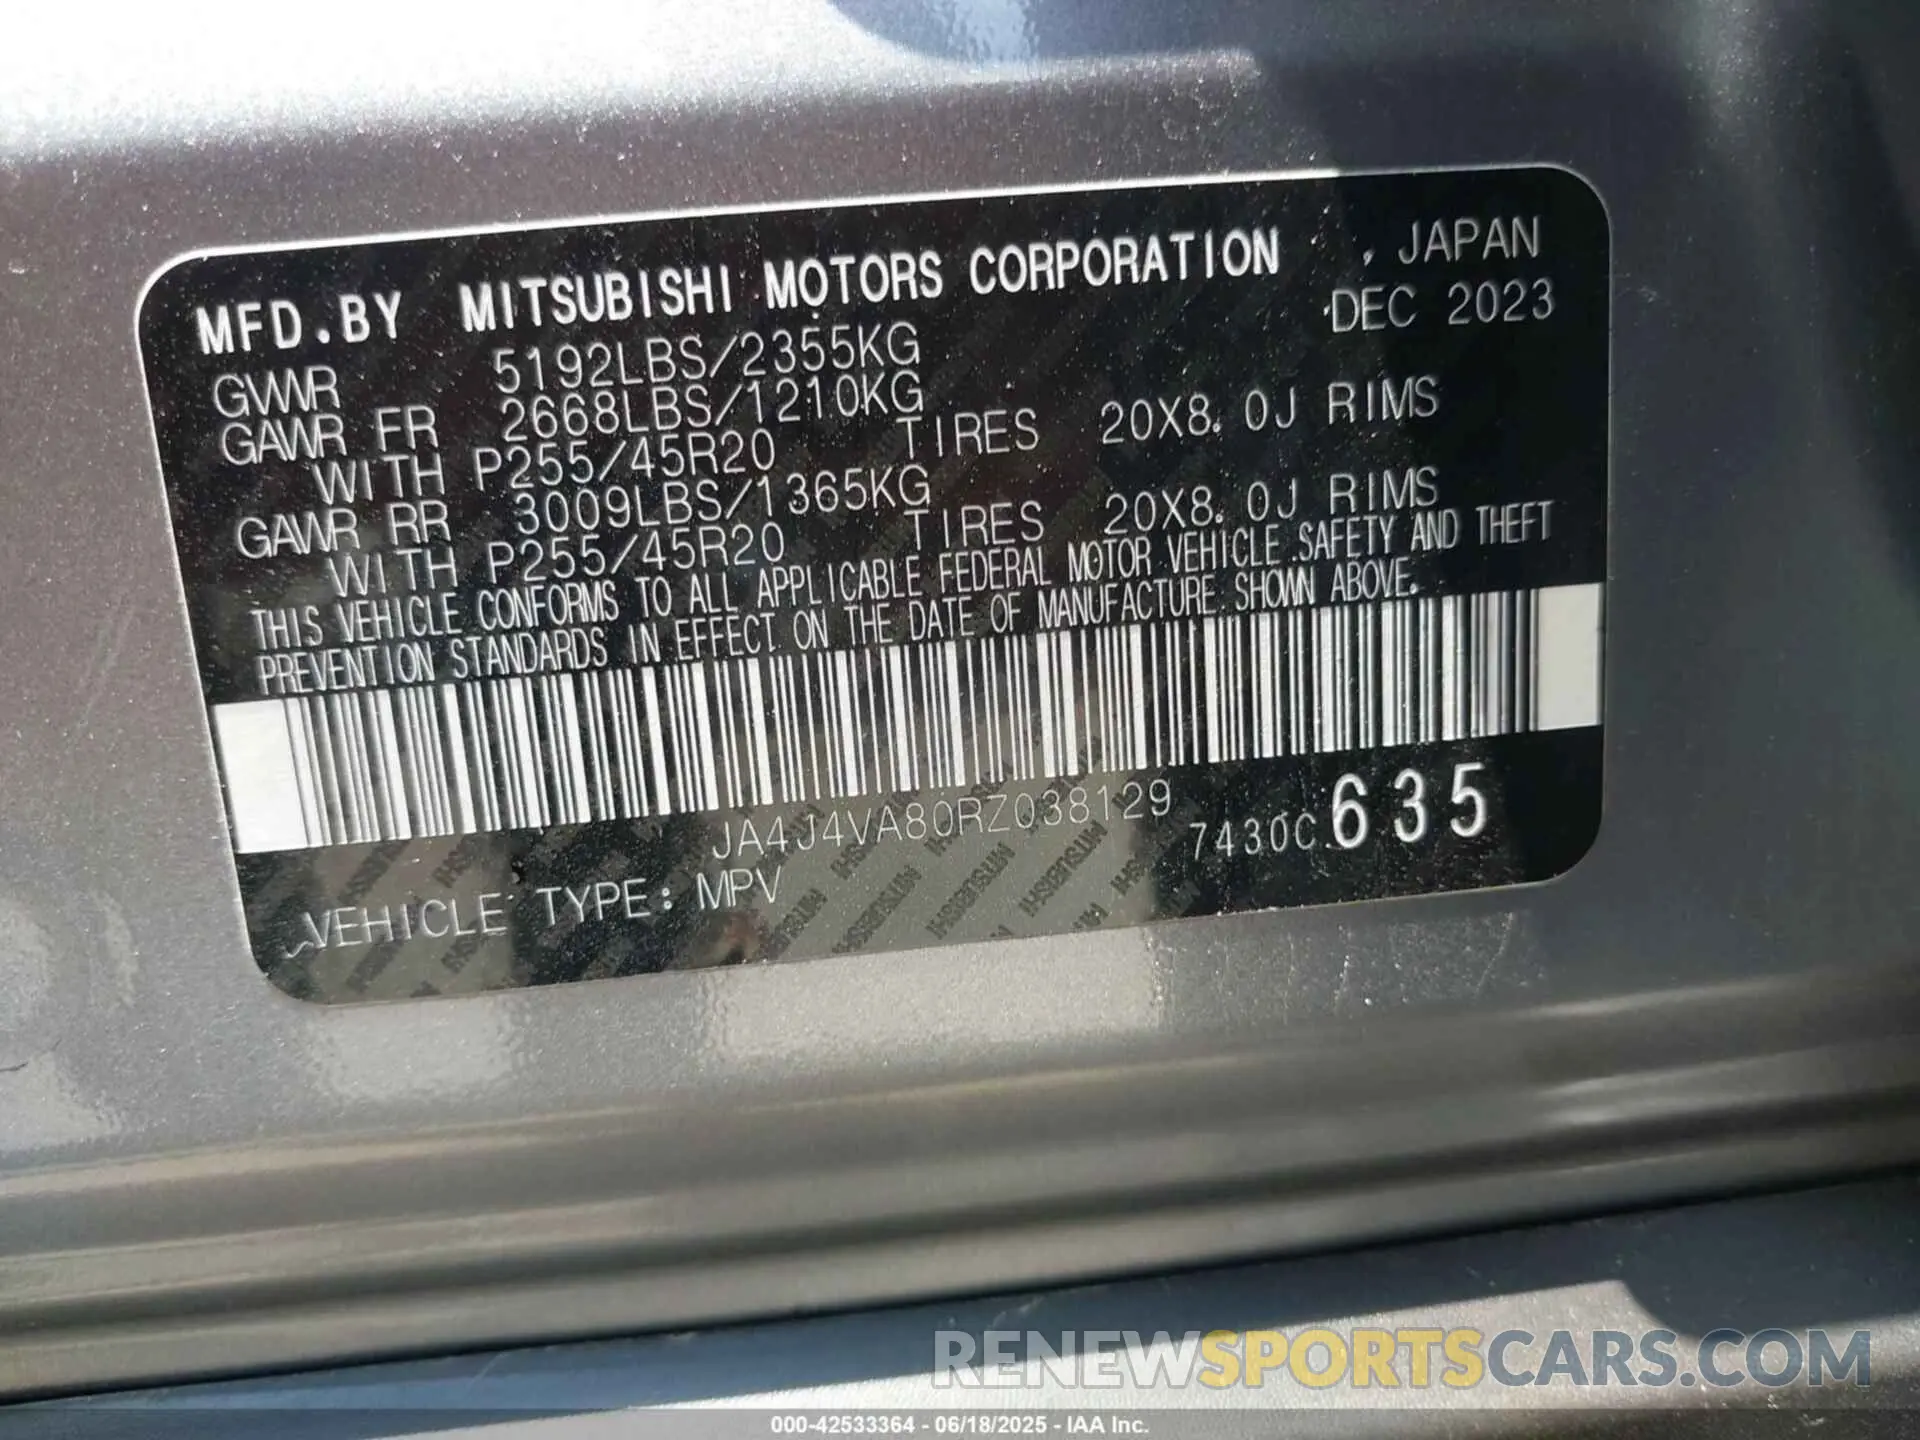 MFD.BY MITSUBISHI MOTORS CORPORATION , JAPAN
GVWR 5192LBS/2355KG DEC 2023
GAWR FR 2668LBS/1210KG
WITH P255/45R20 TIRES 20X8.0J RIMS
GAWR RR 3009LBS/1365KG
WITH P255/45R20 TIRES 20X8.0J RIMS
THIS VEHICLE CONFORMS TO ALL APPLICABLE FEDERAL MOTOR VEHICLE SAFETY AND THEFT
PREVENTION STANDARDS IN EFFECT ON THE DATE OF MANUFACTURE SHOWN ABOVE.
JA4J4VA80RZ038129 7430C 635
VEHICLE TYPE: MPV
RENEWSPORTSCARS.COM
000-42533364 - 06/18/2025 - IAA Inc.